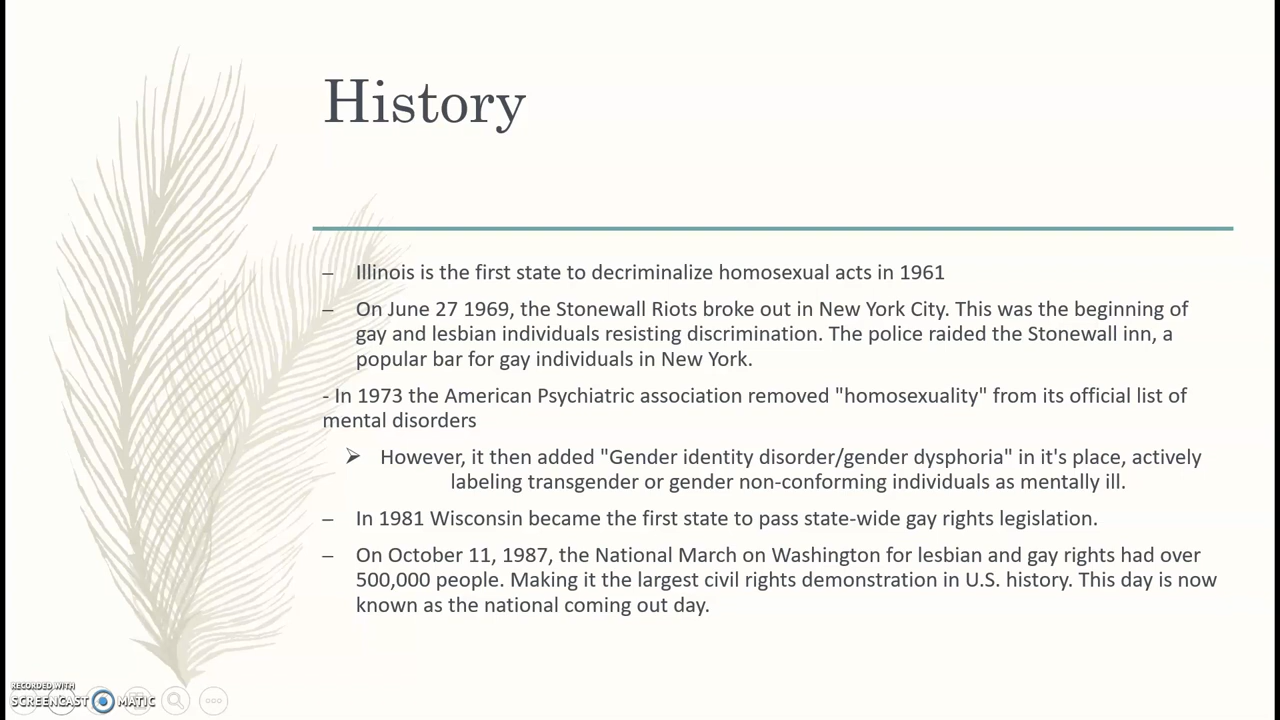 History
– Illinois is the first state to decriminalize homosexual acts in 1961
– On June 27 1969, the Stonewall Riots broke out in New York City. This was the beginning of
gay and lesbian individuals resisting discrimination. The police raided the Stonewall inn, a
popular bar for gay individuals in New York.
- In 1973 the American Psychiatric association removed "homosexuality" from its official list of
mental disorders
➢ However, it then added "Gender identity disorder/gender dysphoria" in it's place, actively
labeling transgender or gender non-conforming individuals as mentally ill.
– In 1981 Wisconsin became the first state to pass state-wide gay rights legislation.
– On October 11, 1987, the National March on Washington for lesbian and gay rights had over
500,000 people. Making it the largest civil rights demonstration in U.S. history. This day is now
known as the national coming out day.
RECORDED WITH
SCREENCAST MATIC